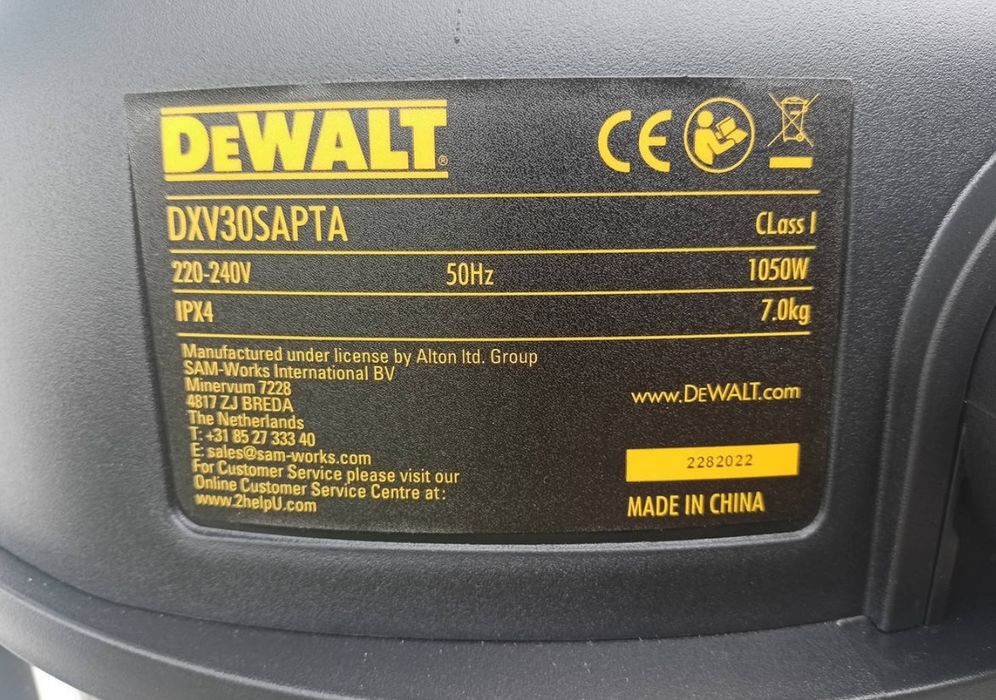 DEWALT®
CE
DXV30SAPTA CLass I
220-240V 50Hz 1050W
IPX4 7.0kg
Manufactured under license by Alton ltd. Group
SAM-Works International BV
Minervum 7228
4817 ZJ BREDA
The Netherlands
T: +31 85 27 333 40
E: sales@sam-works.com
For Customer Service please visit our
Online Customer Service Centre at:
www.2helpU.com
www.DEWALT.com
2282022
MADE IN CHINA